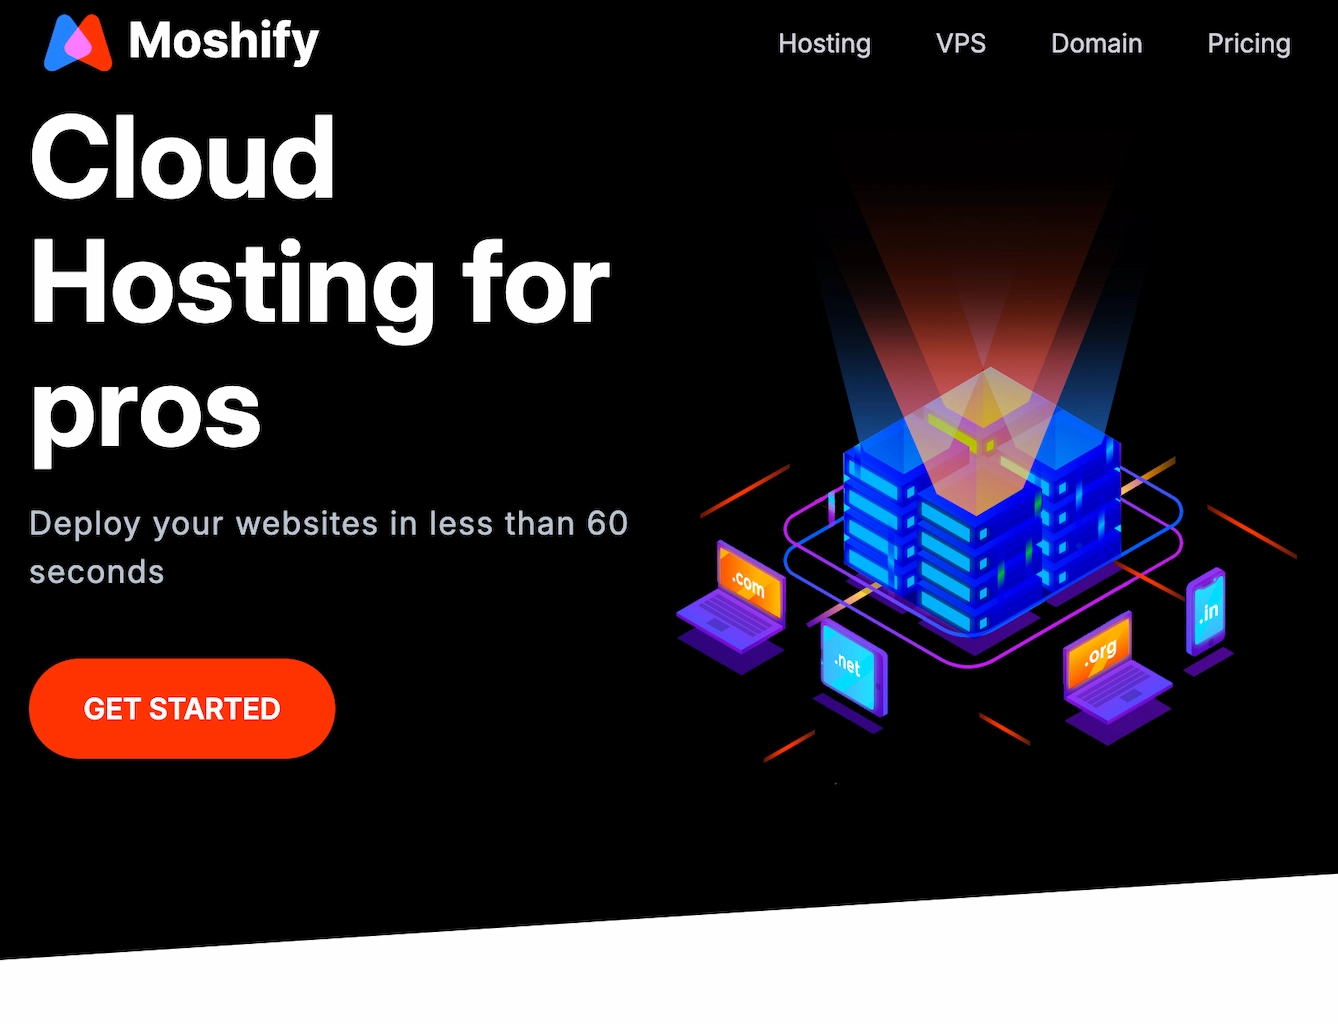 Moshify
Hosting VPS Domain Pricing
Cloud
Hosting for
pros
Deploy your websites in less than 60
seconds
GET STARTED
.com
.net
.org
.in